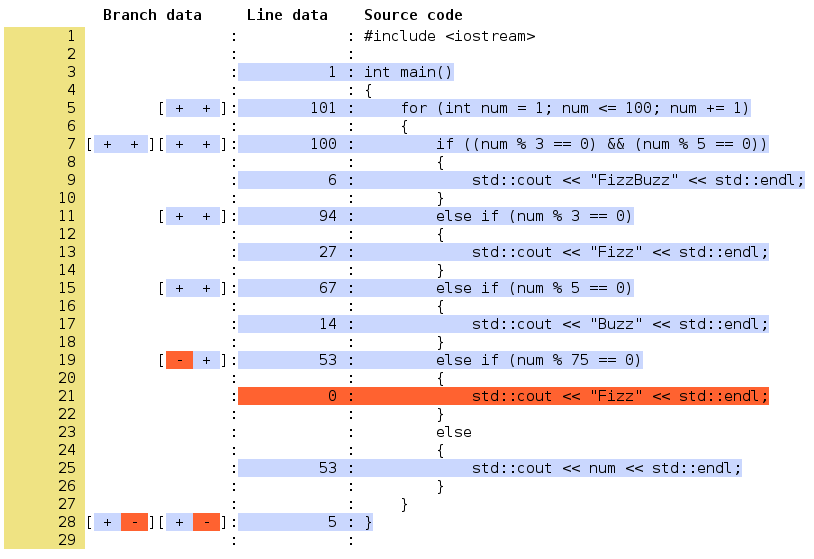 Branch data Line data Source code
1 : : #include <iostream>
2 : :
3 : 1 : int main()
4 : : {
5 [ + + ]: 101 : for (int num = 1; num <= 100; num += 1)
6 : : {
7 [ + + ][ + + ]: 100 : if ((num % 3 == 0) && (num % 5 == 0))
8 : : {
9 : 6 : std::cout << "FizzBuzz" << std::endl;
10 : : }
11 [ + + ]: 94 : else if (num % 3 == 0)
12 : : {
13 : 27 : std::cout << "Fizz" << std::endl;
14 : : }
15 [ + + ]: 67 : else if (num % 5 == 0)
16 : : {
17 : 14 : std::cout << "Buzz" << std::endl;
18 : : }
19 [ - + ]: 53 : else if (num % 75 == 0)
20 : : {
21 : 0 : std::cout << "Fizz" << std::endl;
22 : : }
23 : : else
24 : : {
25 : 53 : std::cout << num << std::endl;
26 : : }
27 : : }
28 [ + - ][ + - ]: 5 : }
29 : :